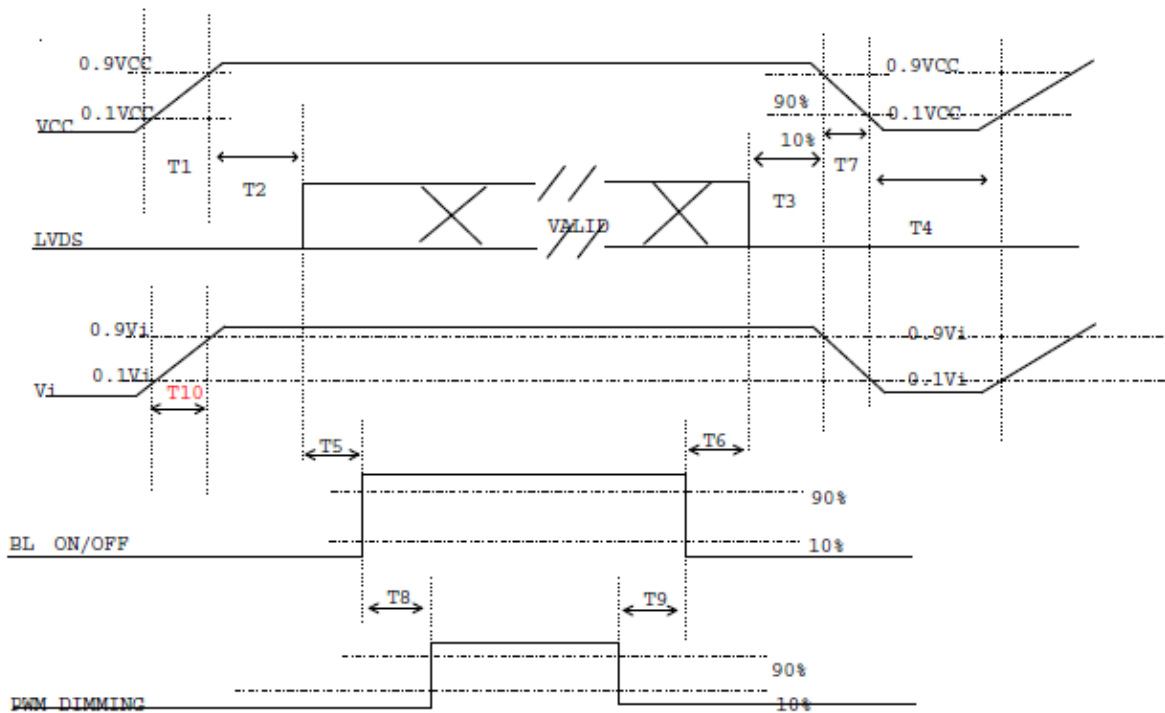 0.9VCC
0.9VCC
90%
0.1VCC
0.1VCC
VCC
10%
T1
T7
T2
T3
VALID
T4
LVDS
0.9Vi
0.9Vi
0.1Vi
0.1Vi
Vi
T10
T5
T6
90%
BL ON/OFF
10%
T8
T9
90%
PWM DIMMING
10%